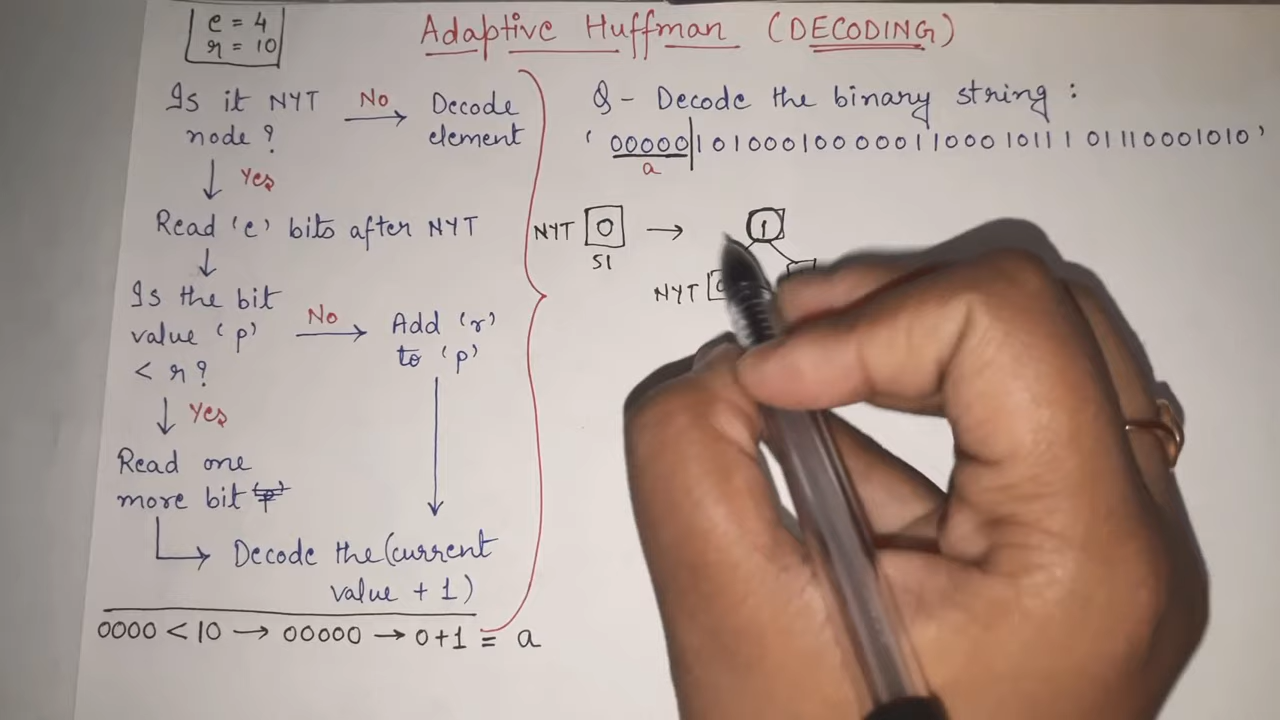 e = 4
r = 10
Adaptive Huffman (DECODING)
Is it NYT node?
No
Decode element
Yes
Read 'e' bits after NYT
Is the bit value 'p' < r?
No
Add 'r' to 'p'
Yes
Read one more bit
Decode the (current value + 1)
0000 < 10 → 00000 → 0+1 = a
Q - Decode the binary string :
' 00000 1 0 1 0 0 0 1 0 0 0 0 0 1 1 0 0 0 1 0 1 1 1 0 1 1 1 0 0 0 1 0 1 0 '
a
NYT 0 → 1
51
NYT